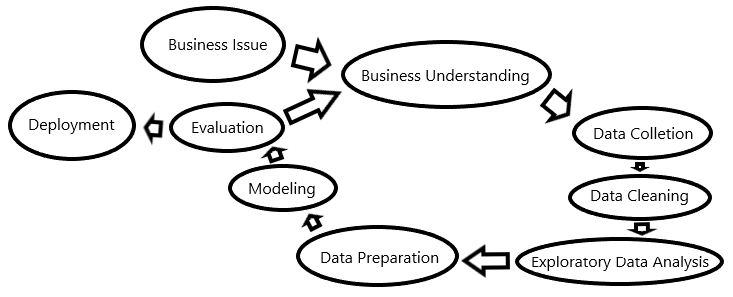 Business Issue
Business Understanding
Data Colletion
Data Cleaning
Exploratory Data Analysis
Data Preparation
Modeling
Evaluation
Deployment